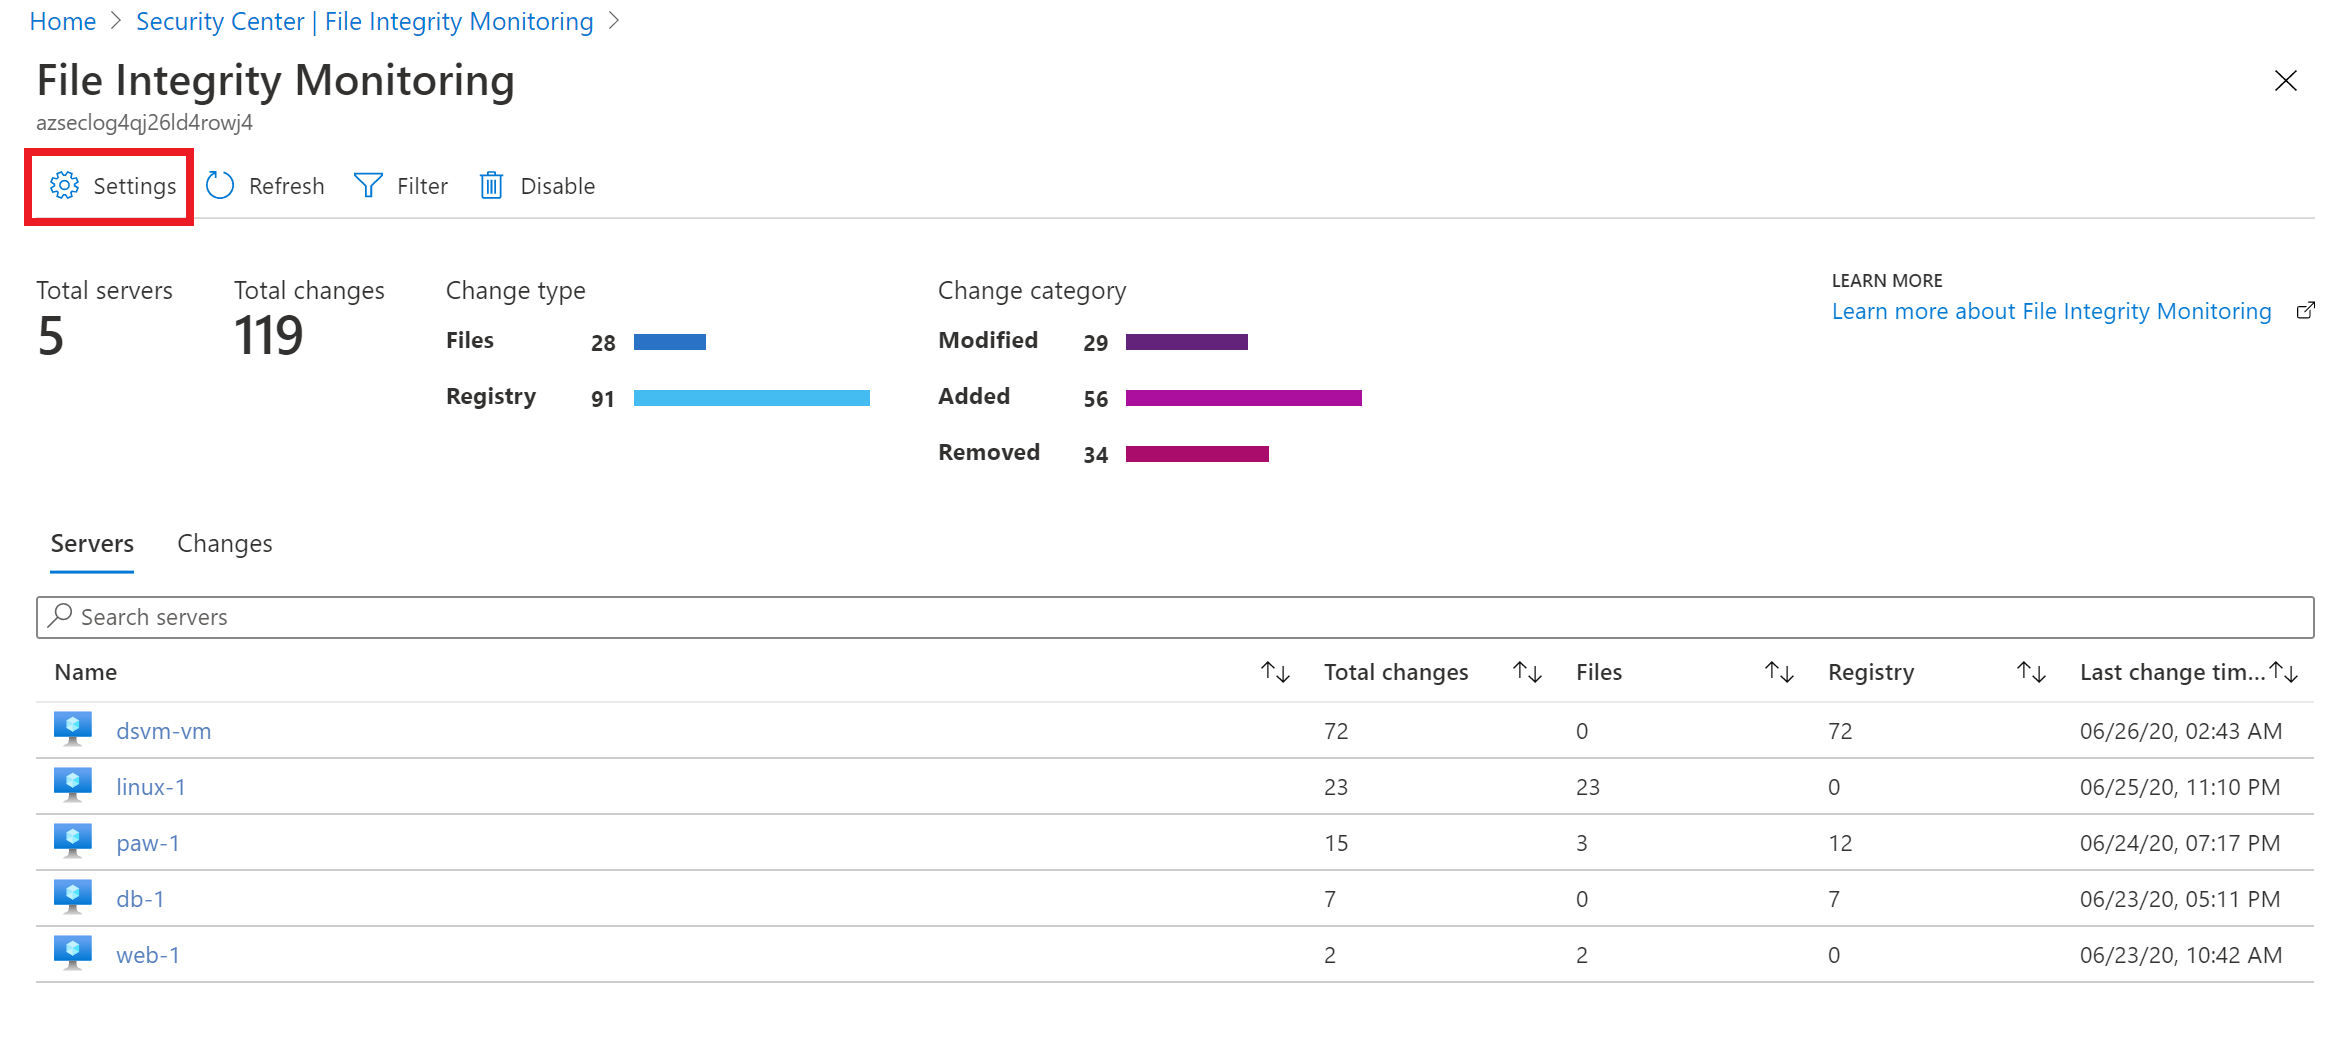 Home > Security Center | File Integrity Monitoring >
File Integrity Monitoring
azseclog4qj26ld4rowj4
Settings Refresh Filter Disable
Total servers
5
Total changes
119
Change type
Files 28
Registry 91
Change category
Modified 29
Added 56
Removed 34
LEARN MORE
Learn more about File Integrity Monitoring
Servers Changes
Search servers
Name Total changes Files Registry Last change tim...
dsvm-vm 72 0 72 06/26/20, 02:43 AM
linux-1 23 23 0 06/25/20, 11:10 PM
paw-1 15 3 12 06/24/20, 07:17 PM
db-1 7 0 7 06/23/20, 05:11 PM
web-1 2 2 0 06/23/20, 10:42 AM